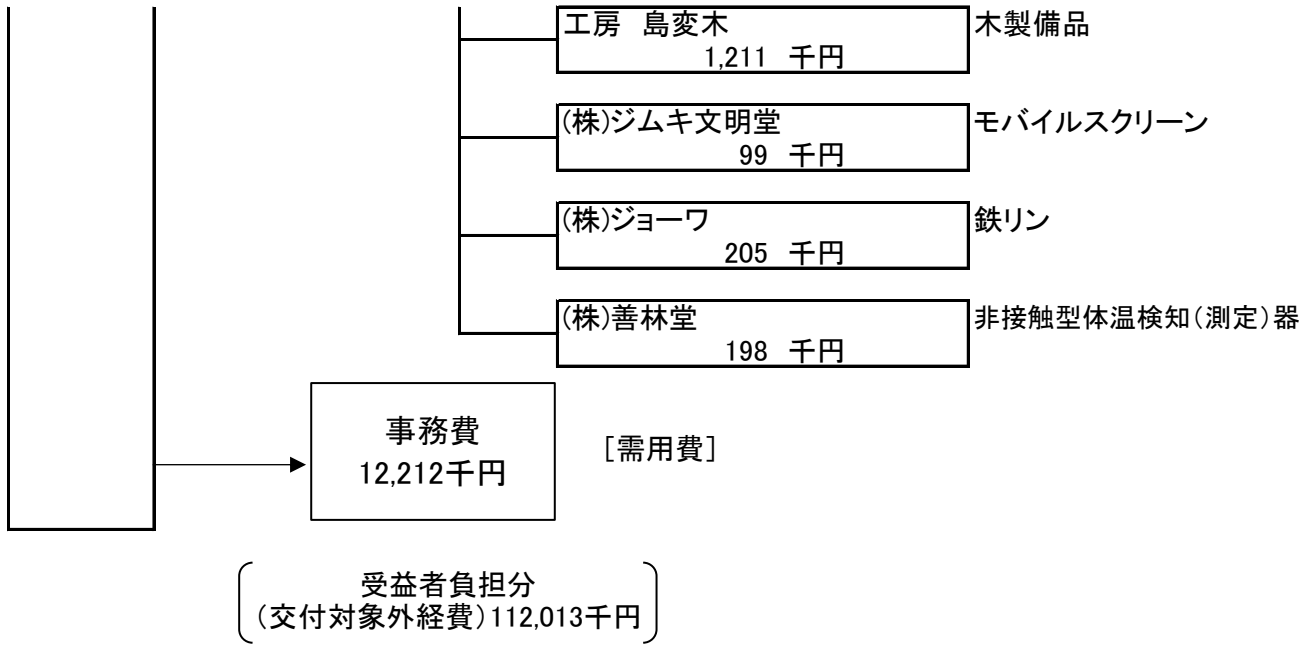 工房　島変木
木製備品
1,211 千円
(株)ジムキ文明堂
モバイルスクリーン
99 千円
(株)ジョーワ
鉄リン
205 千円
(株)善林堂
非接触型体温検知(測定)器
198 千円
事務費
12,212千円
[需用費]
受益者負担分
(交付対象外経費)112,013千円